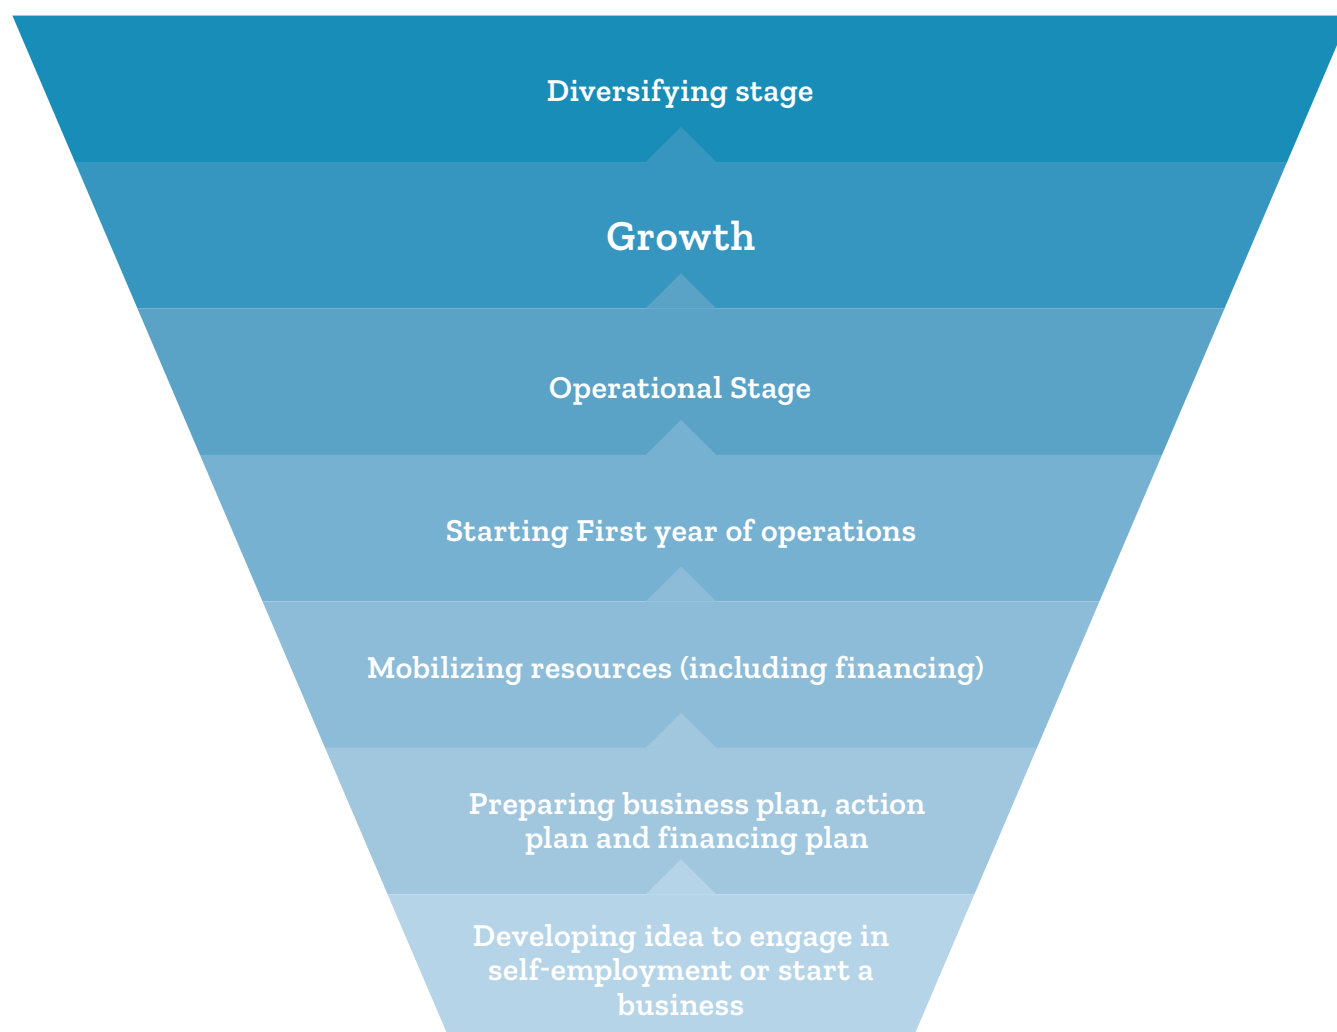 Diversifying stage
Growth
Operational Stage
Starting First year of operations
Mobilizing resources (including financing)
Preparing business plan, action
plan and financing plan
Developing idea to engage in
self-employment or start a
business